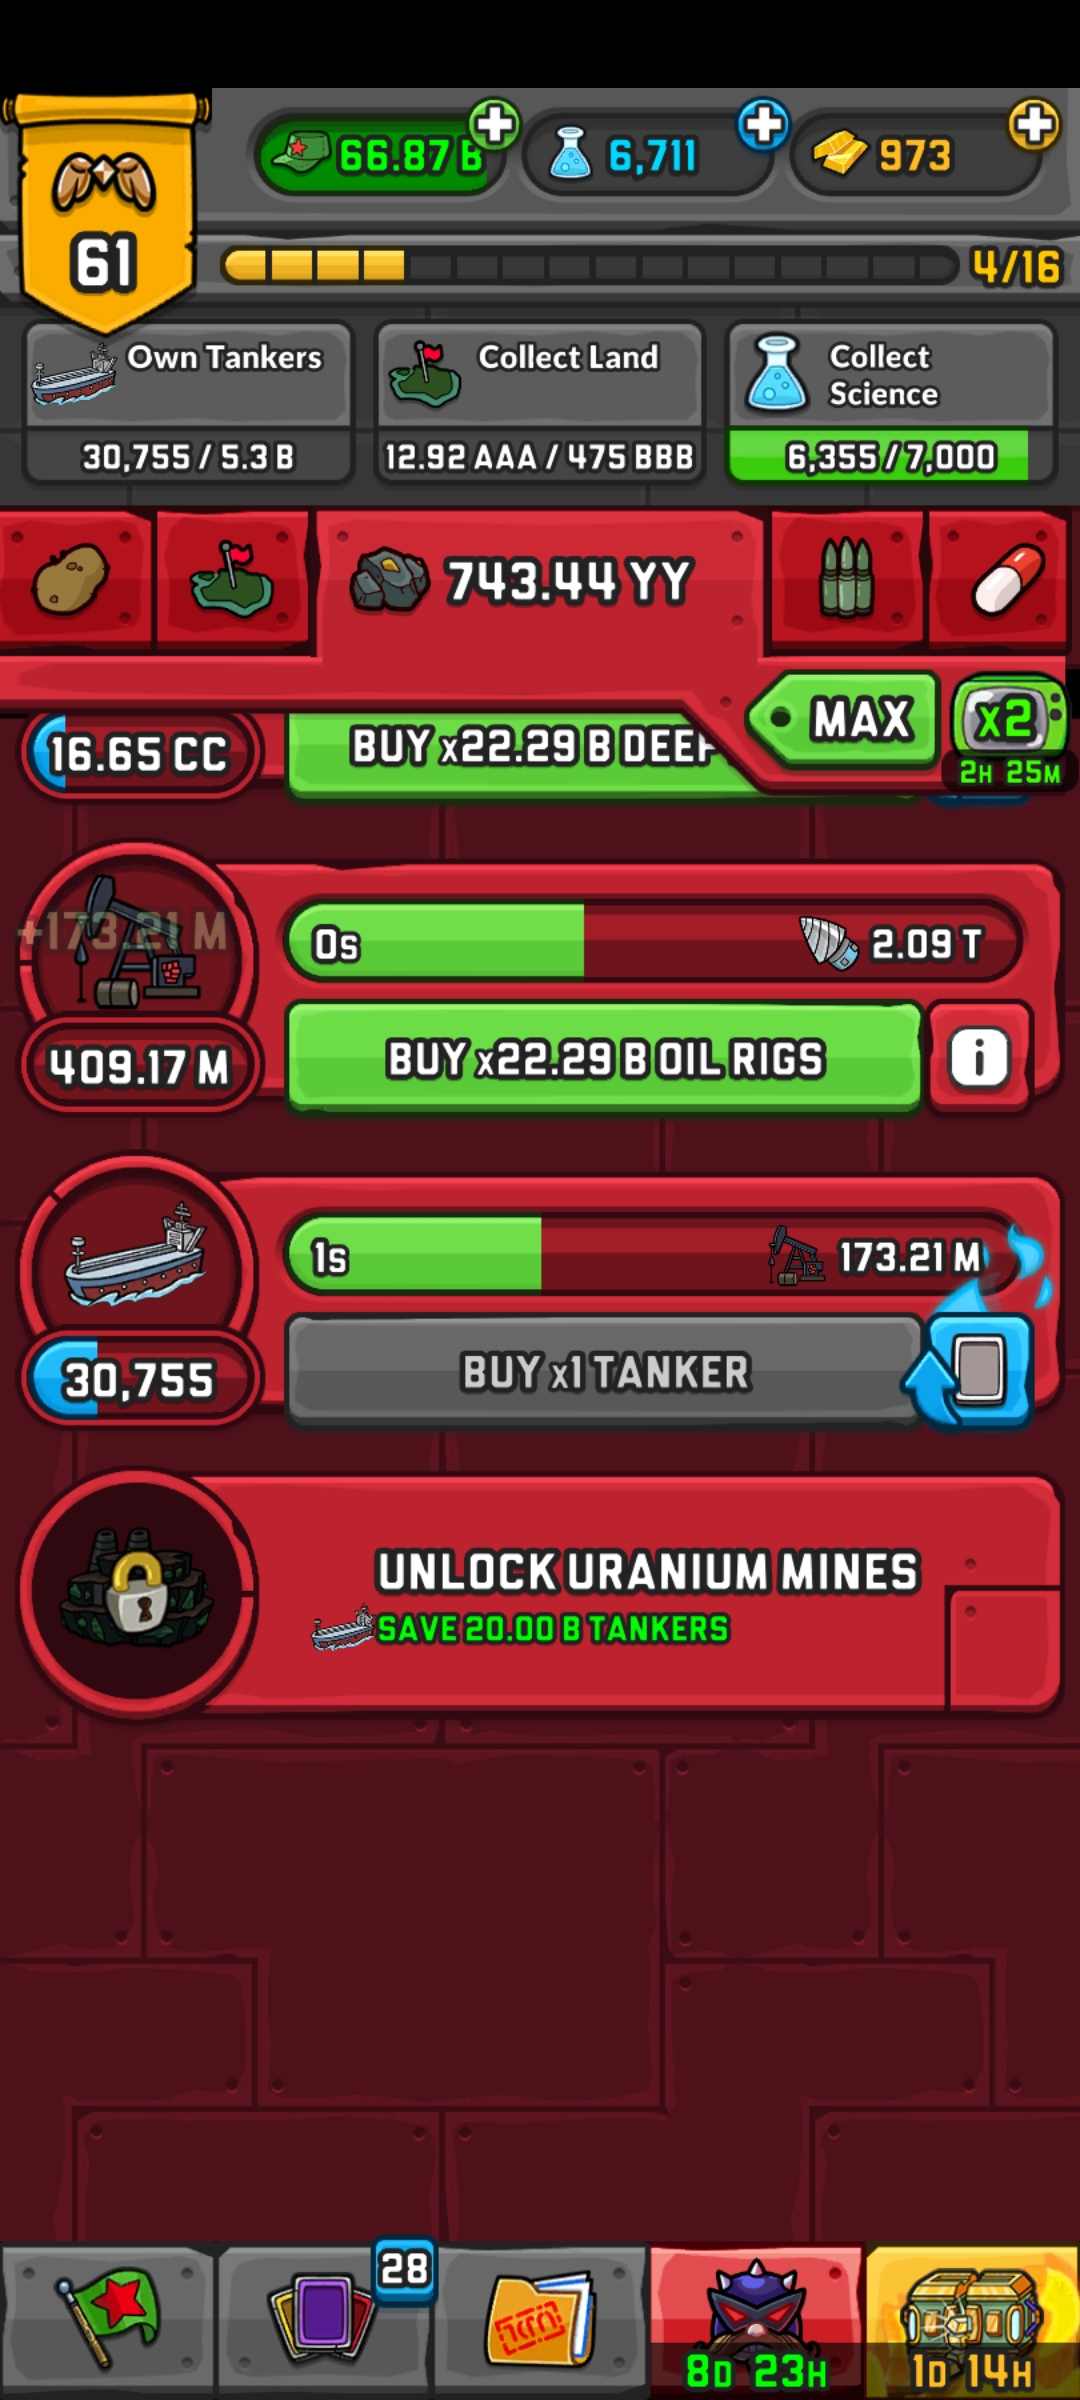 66.87 B
6,711
973
61
4/16
Own Tankers
30,755 / 5.3 B
Collect Land
12.92 AAA / 475 BBB
Collect
Science
6,355 / 7,000
743.44 YY
MAX
x2
2H 25M
16.65 CC
BUY x22.29 B DEEP
+173.21 M
409.17 M
0s
2.09 T
BUY x22.29 B OIL RIGS
i
1s
173.21 M
30,755
BUY x1 TANKER
UNLOCK URANIUM MINES
SAVE 20.00 B TANKERS
28
8D 23H
1D 14H